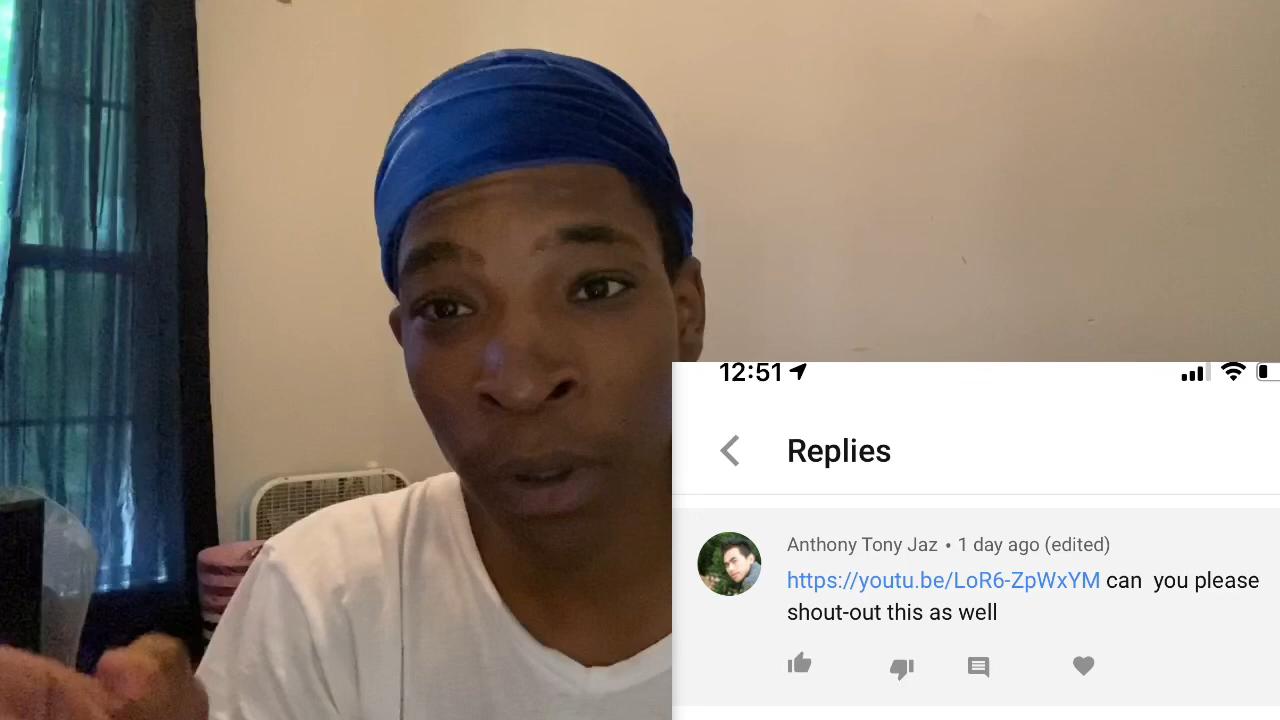 12:51
Replies
Anthony Tony Jaz • 1 day ago (edited)
https://youtu.be/LoR6-ZpWxYM can you please
shout-out this as well